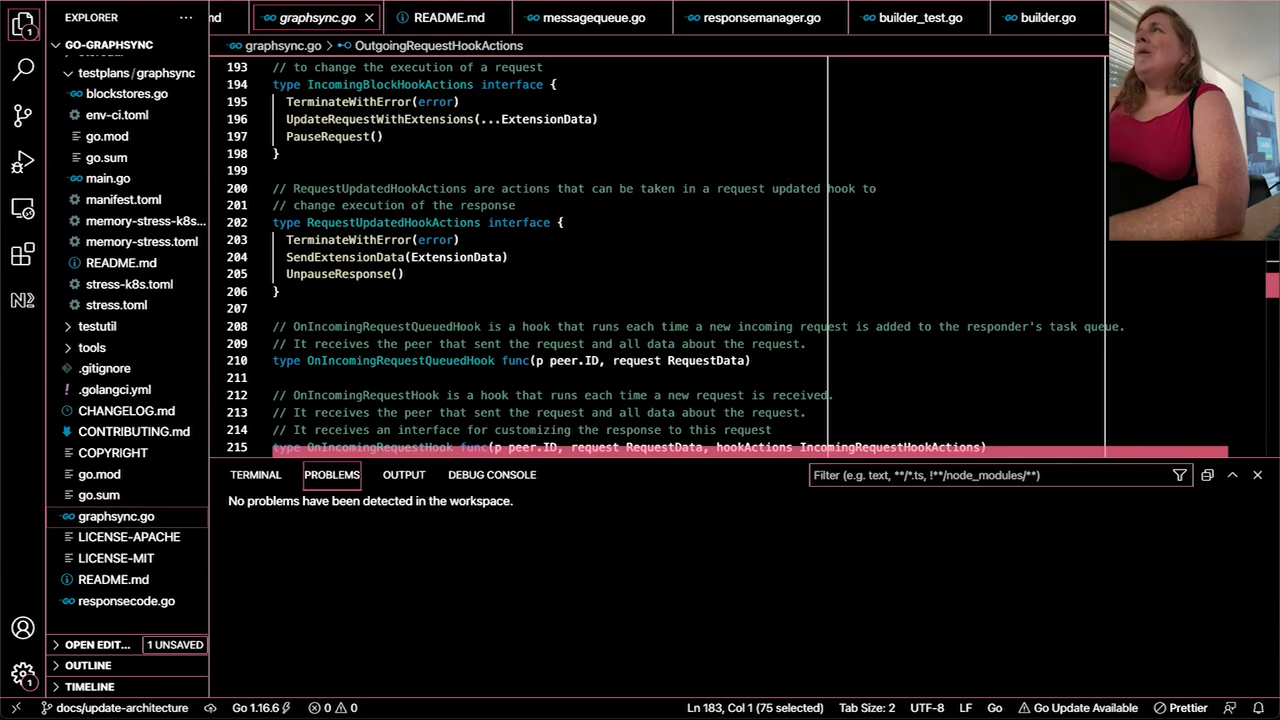 EXPLORER
GO-GRAPHSYNC
testplans/graphsync
blockstores.go
env-ci.toml
go.mod
go.sum
main.go
manifest.toml
memory-stress-k8s...
memory-stress.toml
README.md
stress-k8s.toml
stress.toml
testutil
tools
.gitignore
.golangci.yml
CHANGELOG.md
CONTRIBUTING.md
COPYRIGHT
go.mod
go.sum
graphsync.go
LICENSE-APACHE
LICENSE-MIT
README.md
responsecode.go
OPEN EDIT... 1 UNSAVED
OUTLINE
TIMELINE
nd graphsync.go README.md messagequeue.go responsemanager.go builder_test.go builder.go
graphsync.go > OutgoingRequestHookActions
193 // to change the execution of a request
194 type IncomingBlockHookActions interface {
195 TerminateWithError(error)
196 UpdateRequestWithExtensions(...ExtensionData)
197 PauseRequest()
198 }
199
200 // RequestUpdatedHookActions are actions that can be taken in a request updated hook to
201 // change execution of the response
202 type RequestUpdatedHookActions interface {
203 TerminateWithError(error)
204 SendExtensionData(ExtensionData)
205 UnpauseResponse()
206 }
207
208 // OnIncomingRequestQueuedHook is a hook that runs each time a new incoming request is added to the responder's task queue.
209 // It receives the peer that sent the request and all data about the request.
210 type OnIncomingRequestQueuedHook func(p peer.ID, request RequestData)
211
212 // OnIncomingRequestHook is a hook that runs each time a new request is received.
213 // It receives the peer that sent the request and all data about the request.
214 // It receives an interface for customizing the response to this request
215 type OnIncomingRequestHook func(p peer.ID, request RequestData, hookActions IncomingRequestHookActions)
TERMINAL PROBLEMS OUTPUT DEBUG CONSOLE Filter (e.g. text, **/*.ts, !**/node_modules/**)
No problems have been detected in the workspace.
docs/update-architecture Go 1.16.6 0 0 Ln 183, Col 1 (75 selected) Tab Size: 2 UTF-8 LF Go Go Update Available Prettier